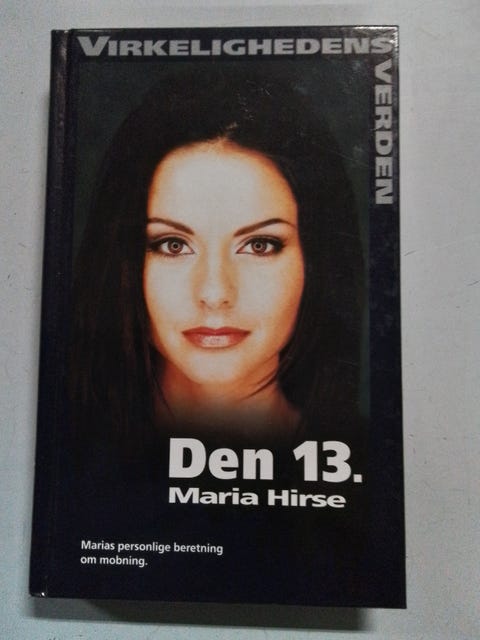 VIRKELIGHEDENS
VERDEN
Den 13.
Maria Hirse
Marias personlige beretning
om mobning.